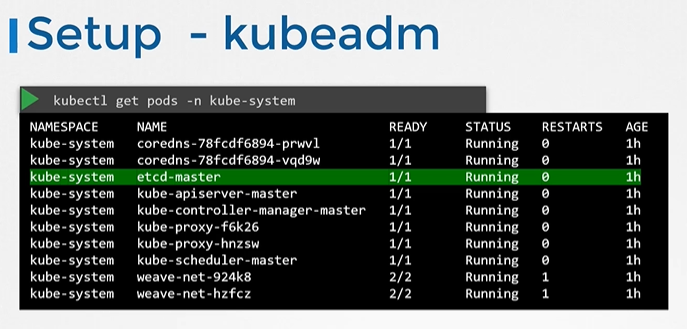 Setup - kubeadm
kubectl get pods -n kube-system
NAMESPACE NAME READY STATUS RESTARTS AGE
kube-system coredns-78fcdf6894-prwvl 1/1 Running 0 1h
kube-system coredns-78fcdf6894-vqd9w 1/1 Running 0 1h
kube-system etcd-master 1/1 Running 0 1h
kube-system kube-apiserver-master 1/1 Running 0 1h
kube-system kube-controller-manager-master 1/1 Running 0 1h
kube-system kube-proxy-f6k26 1/1 Running 0 1h
kube-system kube-proxy-hnzsw 1/1 Running 0 1h
kube-system kube-scheduler-master 1/1 Running 0 1h
kube-system weave-net-924k8 2/2 Running 1 1h
kube-system weave-net-hzfcz 2/2 Running 1 1h